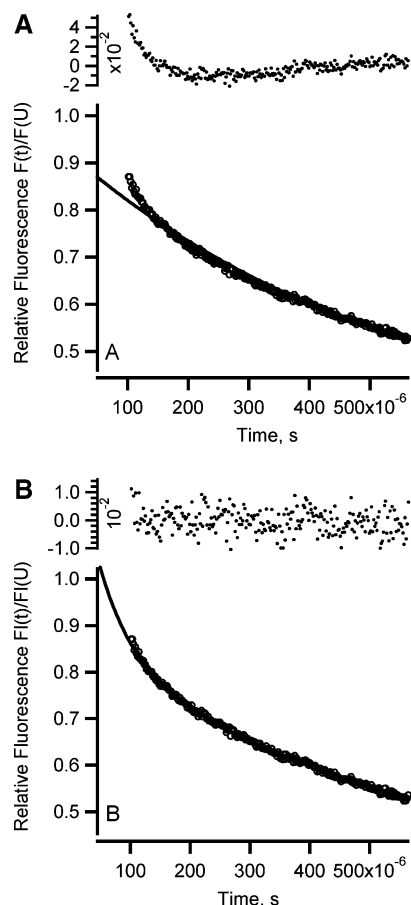 A
4
2
0
-2
x10⁻²
1.0
0.9
0.8
0.7
0.6
0.5
Relative Fluorescence F(t)/F(U)
A
100 200 300 400 500x10⁻⁶
Time, s
B
1.0
0.0
-1.0
10⁻²
1.0
0.9
0.8
0.7
0.6
0.5
Relative Fluorescence Fl(t)/Fl(U)
B
100 200 300 400 500x10⁻⁶
Time, s